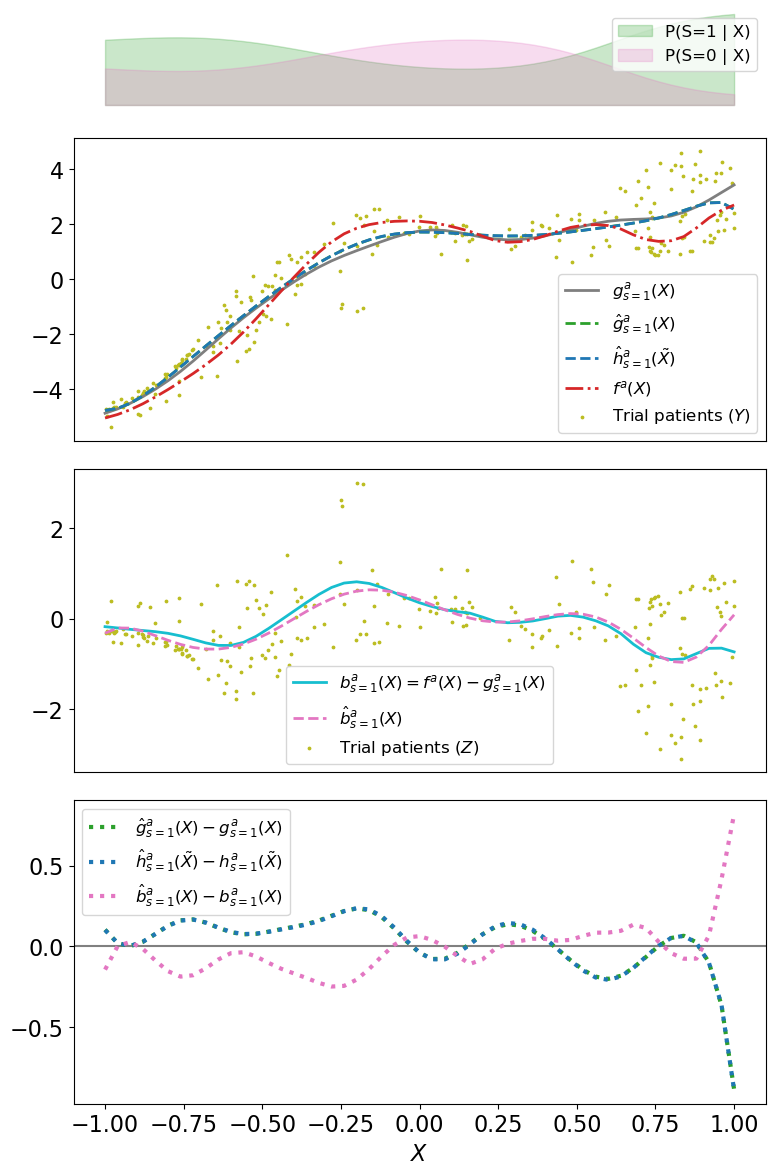 P(S=1 | X)
P(S=0 | X)
4
2
0
−2
−4
g^a_{s=1}(X)
ĝ^a_{s=1}(X)
ĥ^a_{s=1}(X̃)
f^a(X)
Trial patients (Y)
2
0
−2
b^a_{s=1}(X) = f^a(X) − g^a_{s=1}(X)
b̂^a_{s=1}(X)
Trial patients (Z)
ĝ^a_{s=1}(X) − g^a_{s=1}(X)
ĥ^a_{s=1}(X̃) − h^a_{s=1}(X̃)
b̂^a_{s=1}(X) − b^a_{s=1}(X)
0.5
0.0
−0.5
−1.00 −0.75 −0.50 −0.25 0.00 0.25 0.50 0.75 1.00
X